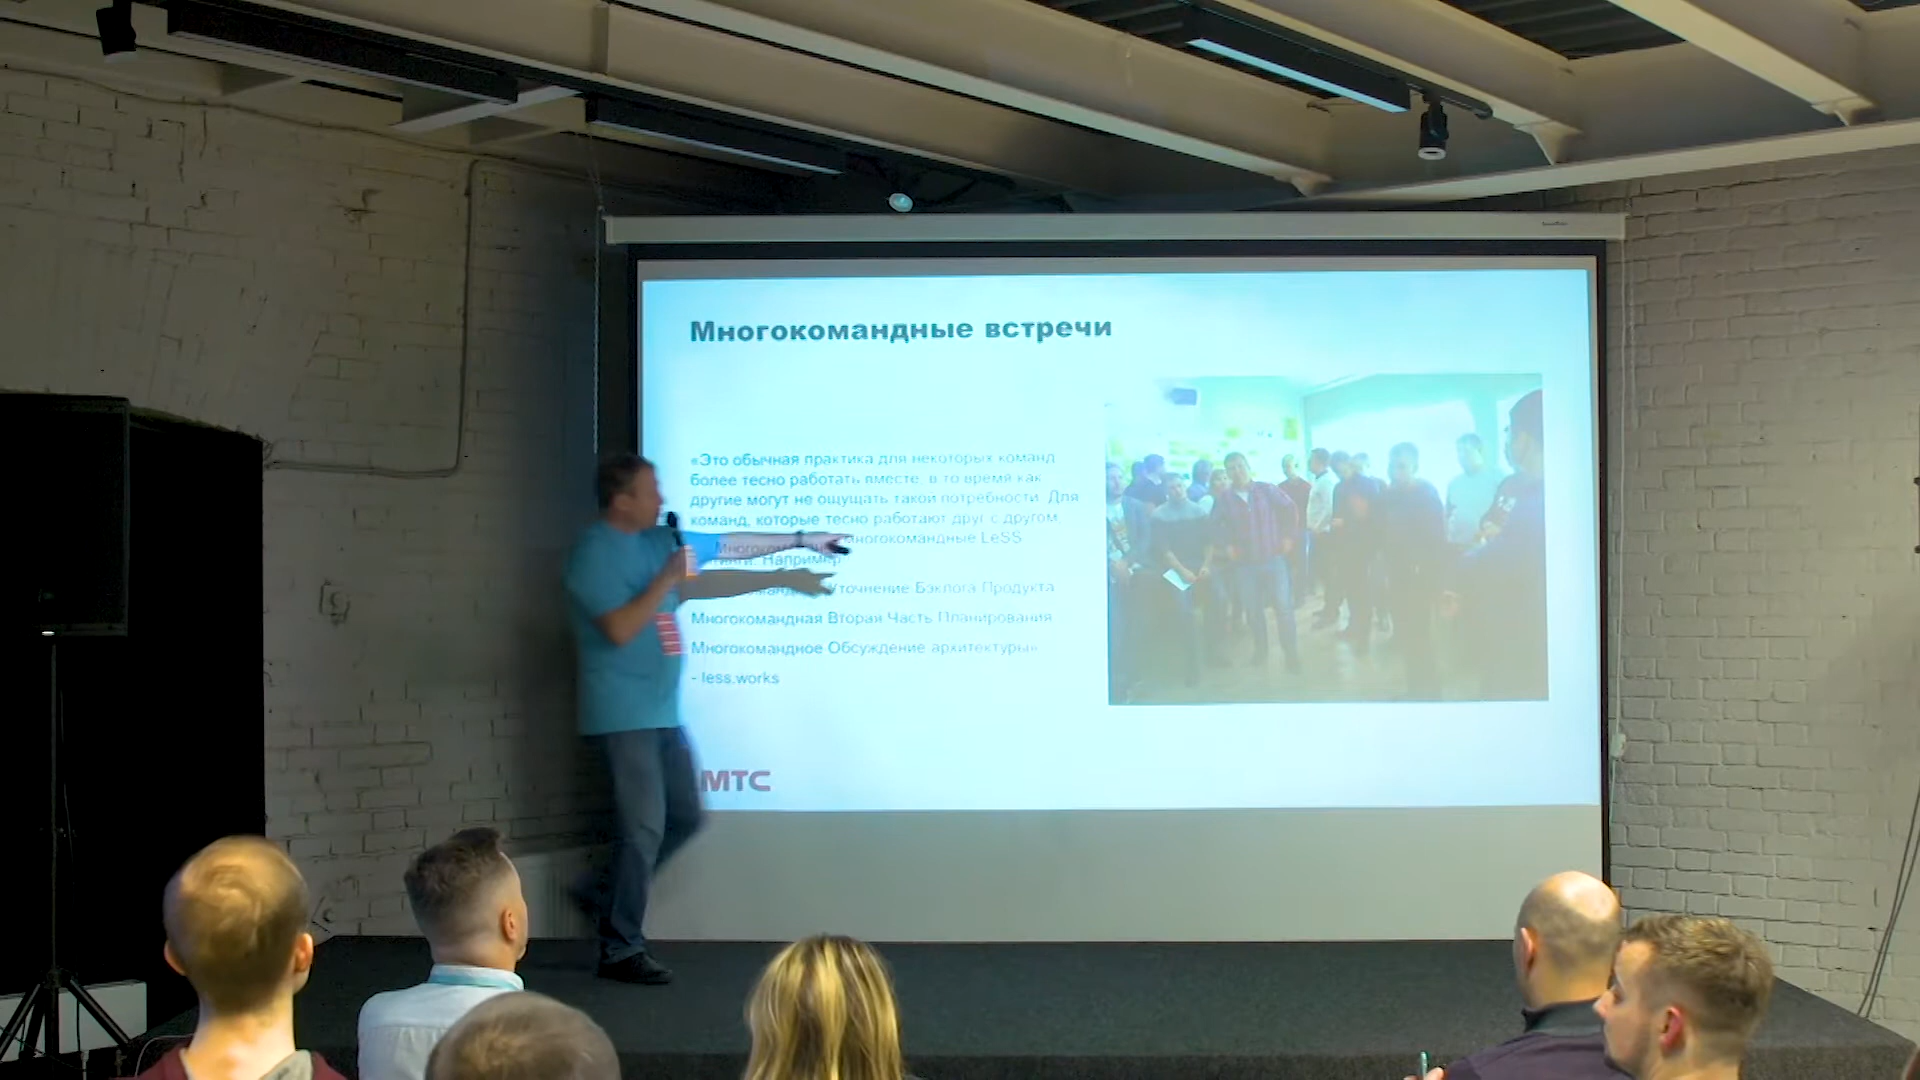 Многокомандные встречи
«Это обычная практика для некоторых команд
более тесно работать вместе, в то время как
другие могут не ощущать такой потребности. Для
команд, которые тесно работают друг с другом,
многокомандные LeSS
Например
Уточнение Бэклога Продукта
Многокомандная Вторая Часть Планирования
Многокомандное Обсуждение архитектуры»
- less.works
МТС